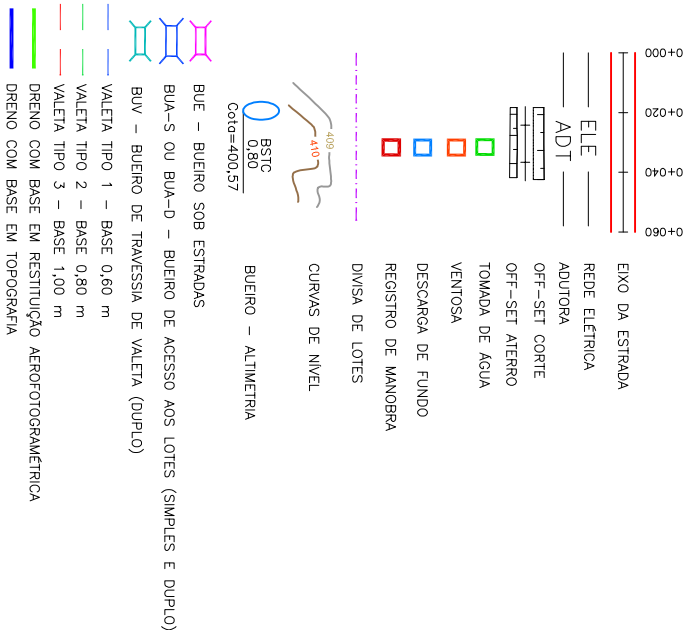 0+000
0+020
0+040
0+060
EIXO DA ESTRADA
ELE
REDE ELÉTRICA
ADT
ADUTORA
OFF-SET CORTE
OFF-SET ATERRO
TOMADA DE ÁGUA
VENTOSA
DESCARGA DE FUNDO
REGISTRO DE MANOBRA
DIVISA DE LOTES
409
410
CURVAS DE NÍVEL
BSTC
0,80
Cota=400,57
BUEIRO - ALTIMETRIA
BUE - BUEIRO SOB ESTRADAS
BUA-S OU BUA-D - BUEIRO DE ACESSO AOS LOTES (SIMPLES E DUPLO)
BUV - BUEIRO DE TRAVESSIA DE VALETA (DUPLO)
VALETA TIPO 1 - BASE 0,60 m
VALETA TIPO 2 - BASE 0,80 m
VALETA TIPO 3 - BASE 1,00 m
DRENO COM BASE EM RESTITUIÇÃO AEROFOTOGRAMÉTRICA
DRENO COM BASE EM TOPOGRAFIA